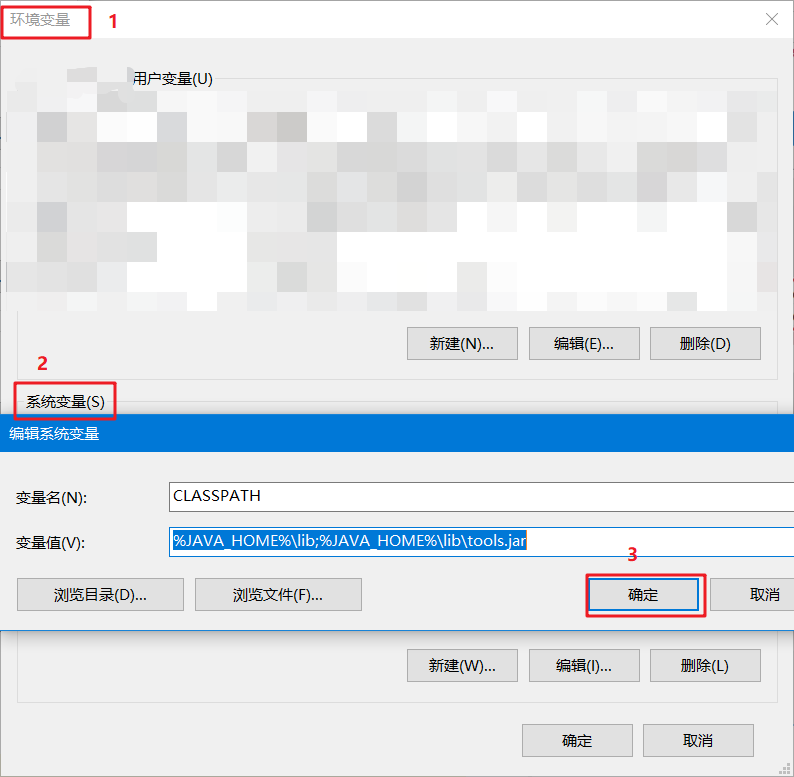 环境变量 1
用户变量(U)
新建(N)... 编辑(E)... 删除(D)
2
系统变量(S)
编辑系统变量
变量名(N): CLASSPATH
变量值(V): %JAVA_HOME%\lib;%JAVA_HOME%\lib\tools.jar
3
浏览目录(D)... 浏览文件(F)... 确定 取消
新建(W)... 编辑(I)... 删除(L)
确定 取消